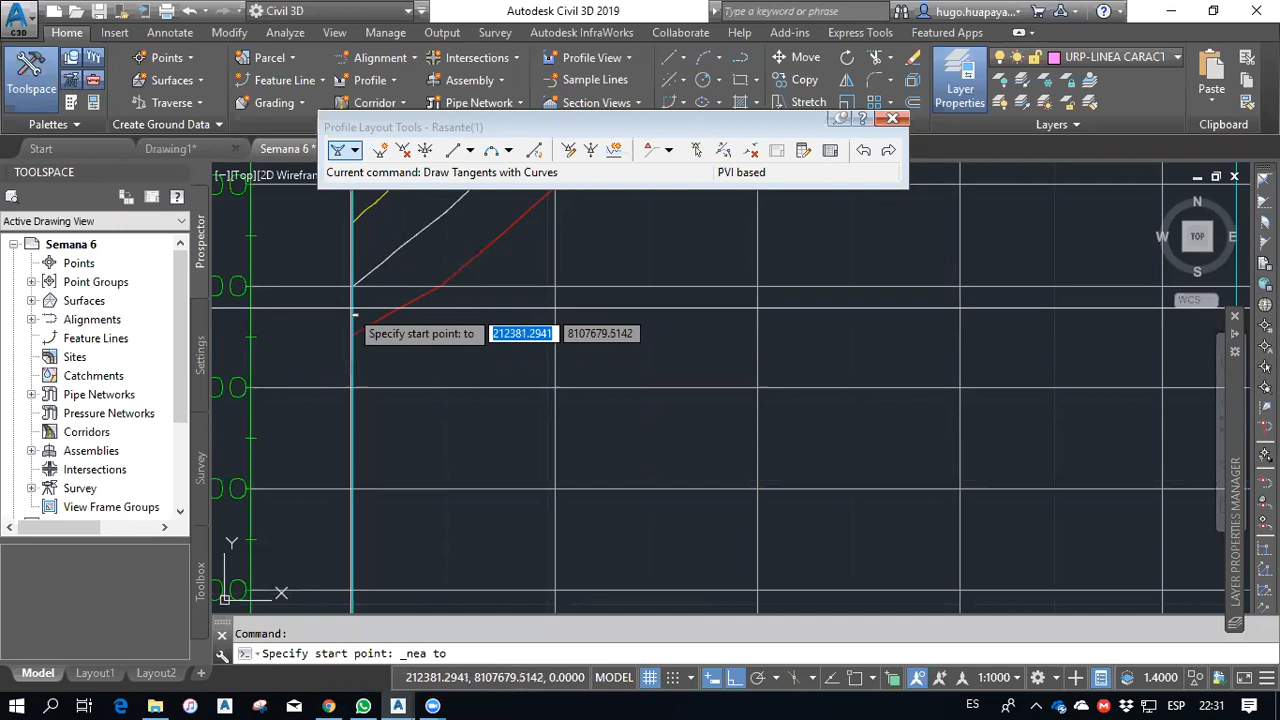 C3D
Civil 3D
Autodesk Civil 3D 2019
Type a keyword or phrase
hugo.huapaya...
Home Insert Annotate Modify Analyze View Manage Output Survey Autodesk InfraWorks Collaborate Help Add-ins Express Tools Featured Apps
Toolspace
Points
Surfaces
Traverse
Parcel
Feature Line
Grading
Alignment
Profile
Corridor
Intersections
Assembly
Pipe Network
Profile View
Sample Lines
Section Views
Move
Copy
Stretch
Layer
Properties
URP-LINEA CARACT
Paste
Palettes
Create Ground Data
Layers
Clipboard
Start
Drawing1*
Semana 6*
Profile Layout Tools - Rasante(1)
Current command: Draw Tangents with Curves
PVI based
[−][Top][2D Wirefram
TOOLSPACE
Active Drawing View
Semana 6
Points
Point Groups
Surfaces
Alignments
Feature Lines
Sites
Catchments
Pipe Networks
Pressure Networks
Corridors
Assemblies
Intersections
Survey
View Frame Groups
Prospector
Settings
Survey
Toolbox
N
W TOP E
S
WCS
Specify start point: to 212381.2941 8107679.5142
LAYER PROPERTIES MANAGER
Y
X
Command:
Specify start point: _nea to
Model Layout1 Layout2 +
212381.2941, 8107679.5142, 0.0000 MODEL
1:1000
1.4000
ES
ESP
22:31